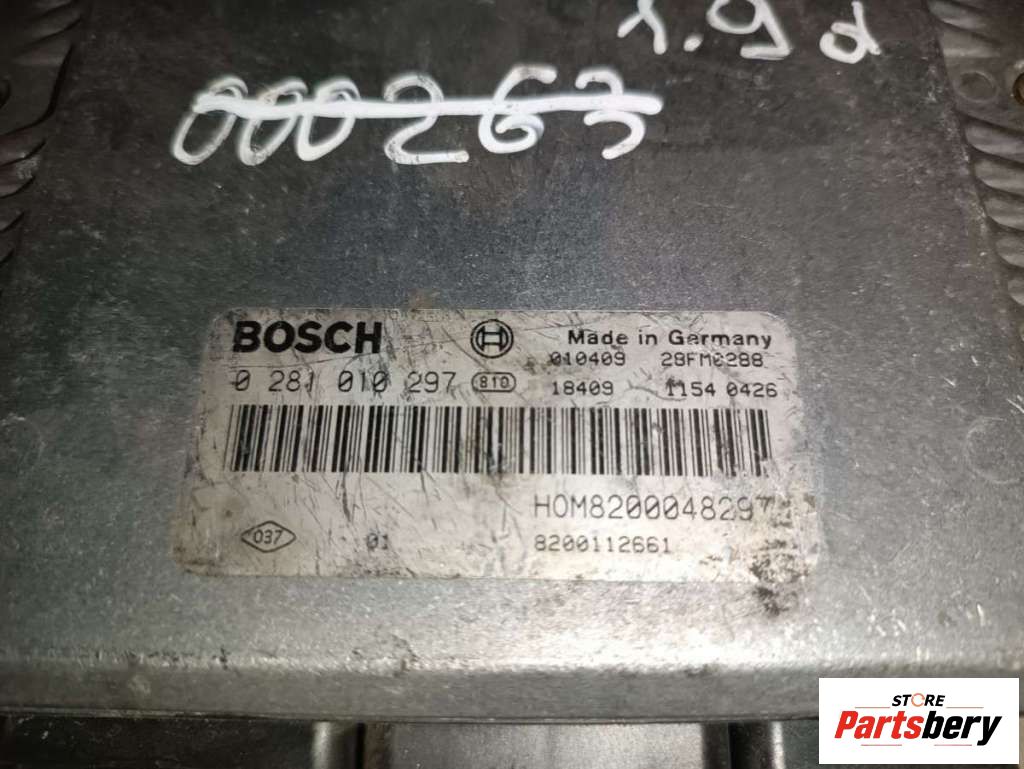 1.9 d
000263
BOSCH Made in Germany
010409 28FM0288
0 281 010 297 810 18409 1154 0426
HOM8200048297
037 01 8200112661
STORE
Partsbery